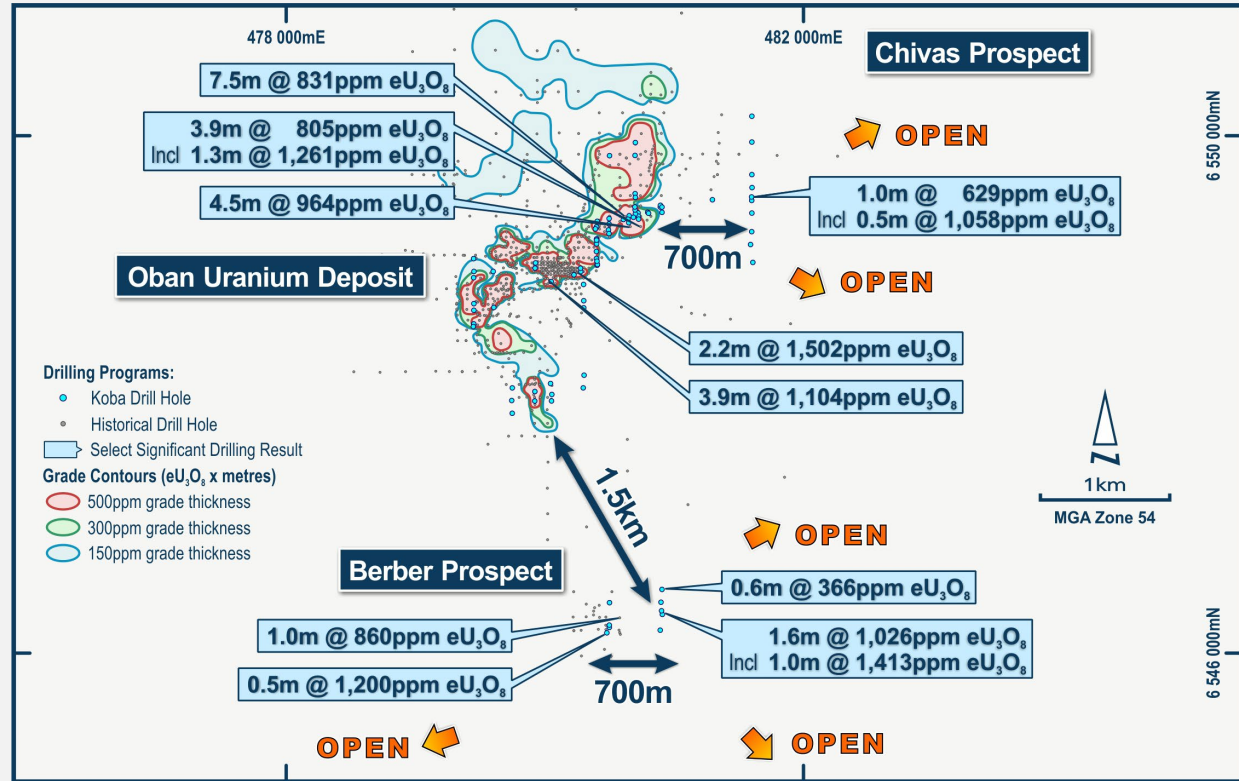 478 000mE
482 000mE
Chivas Prospect
7.5m @ 831ppm eU₃O₈
3.9m @ 805ppm eU₃O₈
Incl 1.3m @ 1,261ppm eU₃O₈
4.5m @ 964ppm eU₃O₈
OPEN
6 550 000mN
1.0m @ 629ppm eU₃O₈
Incl 0.5m @ 1,058ppm eU₃O₈
700m
Oban Uranium Deposit
OPEN
2.2m @ 1,502ppm eU₃O₈
3.9m @ 1,104ppm eU₃O₈
Drilling Programs:
Koba Drill Hole
Historical Drill Hole
Select Significant Drilling Result
Grade Contours (eU₃O₈ x metres)
500ppm grade thickness
300ppm grade thickness
150ppm grade thickness
N
1km
MGA Zone 54
1.5km
OPEN
Berber Prospect
0.6m @ 366ppm eU₃O₈
1.0m @ 860ppm eU₃O₈
1.6m @ 1,026ppm eU₃O₈
Incl 1.0m @ 1,413ppm eU₃O₈
0.5m @ 1,200ppm eU₃O₈
700m
6 546 000mN
OPEN
OPEN